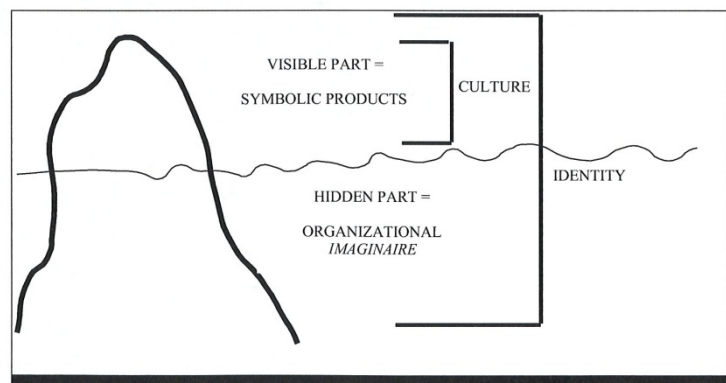 VISIBLE PART =
SYMBOLIC PRODUCTS
CULTURE
HIDDEN PART =
ORGANIZATIONAL
IMAGINAIRE
IDENTITY